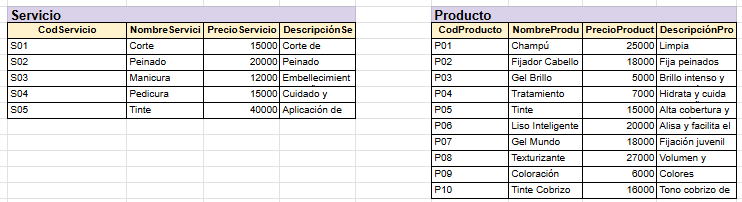 Servicio
CodServicio NombreServici PrecioServicio DescripciónSe
S01 Corte 15000 Corte de
S02 Peinado 20000 Peinado
S03 Manicura 12000 Embellecimient
S04 Pedicura 15000 Cuidado y
S05 Tinte 40000 Aplicación de
Producto
CodProducto NombreProdu PrecioProduct DescripciónPro
P01 Champú 25000 Limpia
P02 Fijador Cabello 18000 Fija peinados
P03 Gel Brillo 5000 Brillo intenso y
P04 Tratamiento 7000 Hidrata y cuida
P05 Tinte 15000 Alta cobertura y
P06 Liso Inteligente 20000 Alisa y facilita el
P07 Gel Mundo 18000 Fijación juvenil
P08 Texturizante 27000 Volumen y
P09 Coloración 6000 Colores
P10 Tinte Cobrizo 16000 Tono cobrizo de